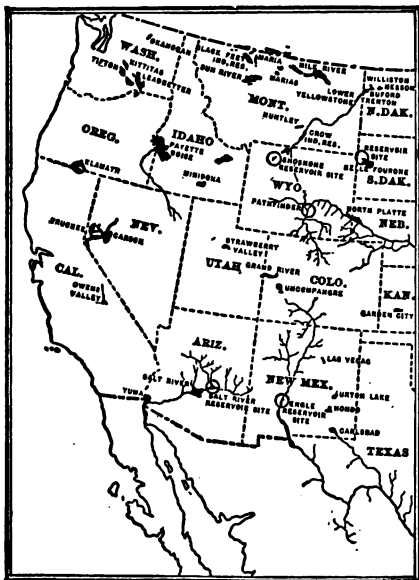 WASH.
OKANOGAN
TIETON
KITTITAS
LEADBETTER
BLACK FEET
IND. RES.
SUN RIVER
MARIA
MARIAS
MILK RIVER
LOWER
YELLOWSTONE
MONT.
HUNTLEY
CROW
IND. RES.
WILLISTON
NESSON
BUFORD
TRENTON
N. DAK.
OREG.
IDAHO
PAYETTE
BOISE
MINIDOKA
KLAMATH
SHOSHONE
RESERVOIR SITE
RESERVOIR
SITE
BELLE FOURCHE
S. DAK.
WYO.
PATHFINDER
NORTH PLATTE
NEB.
NEV.
TRUCKEE
CARSON
CAL.
OWENS
VALLEY
UTAH
STRAWBERRY
VALLEY
GRAND RIVER
COLO.
UNCOMPAHGRE
KAN.
GARDEN CITY
ARIZ.
SALT RIVER
SALT RIVER
RESERVOIR SITE
YUMA
NEW MEX.
LAS VEGAS
URTON LAKE
HONDO
ENGLE
RESERVOIR
SITE
CARLSBAD
TEXAS